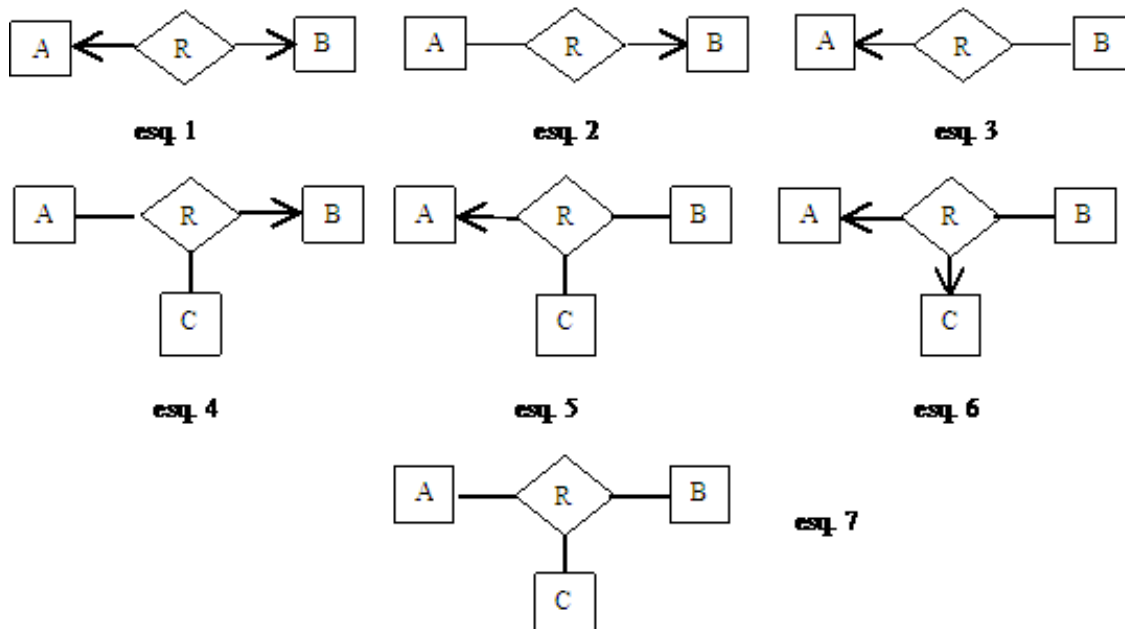 A R B A R B A R B
esq. 1 esq. 2 esq. 3
A R B A R B A R B
C C C
esq. 4 esq. 5 esq. 6
A R B
esq. 7
C